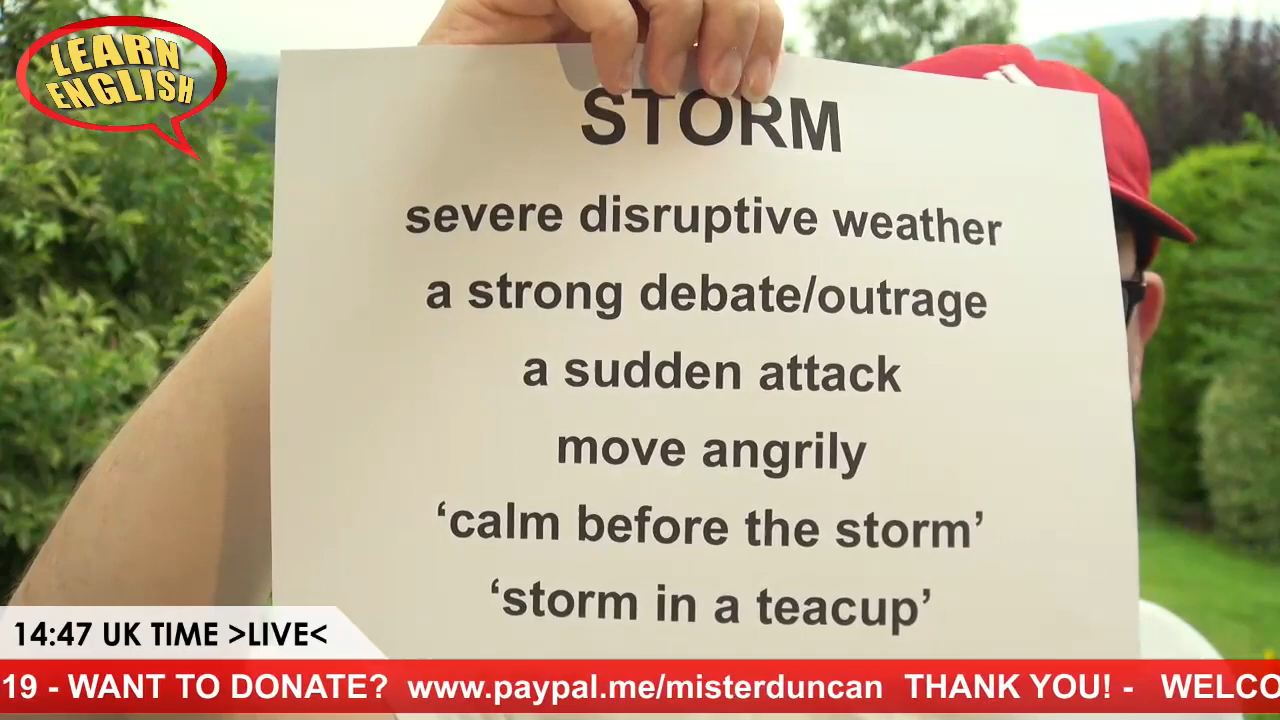 LEARN
ENGLISH
STORM
severe disruptive weather
a strong debate/outrage
a sudden attack
move angrily
‘calm before the storm’
‘storm in a teacup’
14:47 UK TIME >LIVE<
19 - WANT TO DONATE? www.paypal.me/misterduncan THANK YOU! -